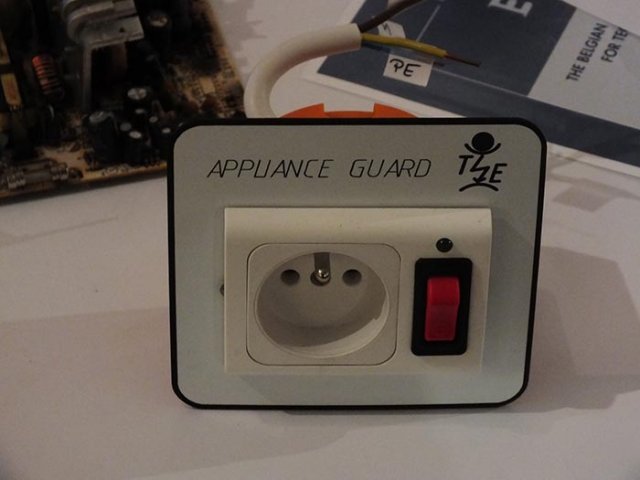 E
THE BELGIAN
FOR TE
PE
APPLIANCE GUARD
TZE